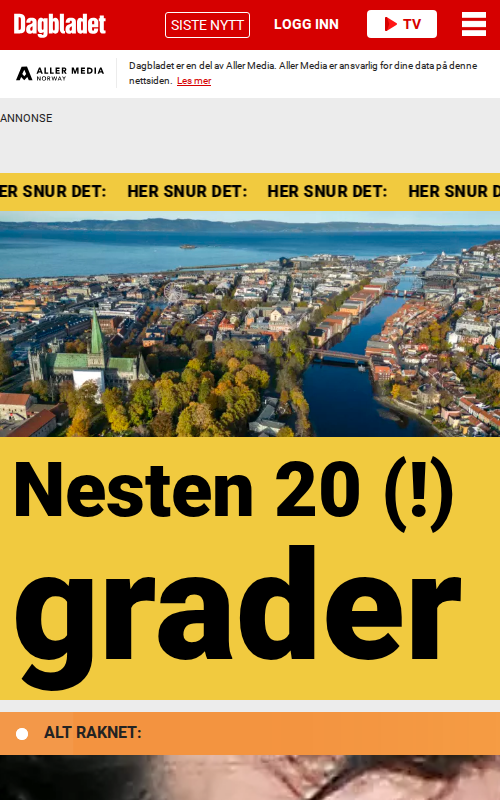 Dagbladet
SISTE NYTT
LOGG INN
TV
ALLER MEDIA
NORWAY
Dagbladet er en del av Aller Media. Aller Media er ansvarlig for dine data på denne
nettsiden. Les mer
ANNONSE
ER SNUR DET: HER SNUR DET: HER SNUR DET: HER SNUR D
Nesten 20 (!)
grader
ALT RAKNET: